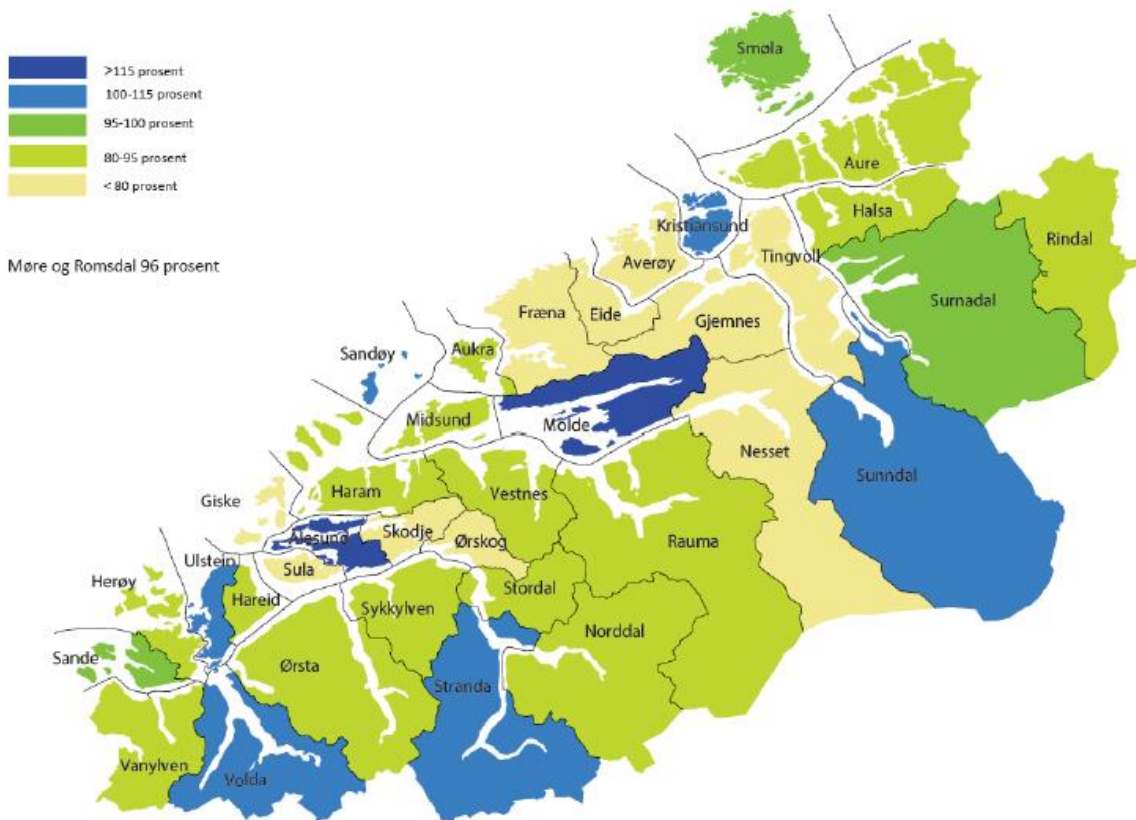 >115 prosent
100-115 prosent
95-100 prosent
80-95 prosent
< 80 prosent
Møre og Romsdal 96 prosent
Smøla
Aure
Halsa
Rindal
Kristiansund
Averøy
Tingvoll
Surnadal
Fræna
Eide
Gjemnes
Sandøy
Aukra
Midsund
Molde
Nesset
Sunndal
Giske
Haram
Vestnes
Ålesund
Skodje
Ørskog
Rauma
Ulstein
Sula
Herøy
Hareid
Sykkylven
Stordal
Norddal
Sande
Ørsta
Stranda
Vanylven
Volda